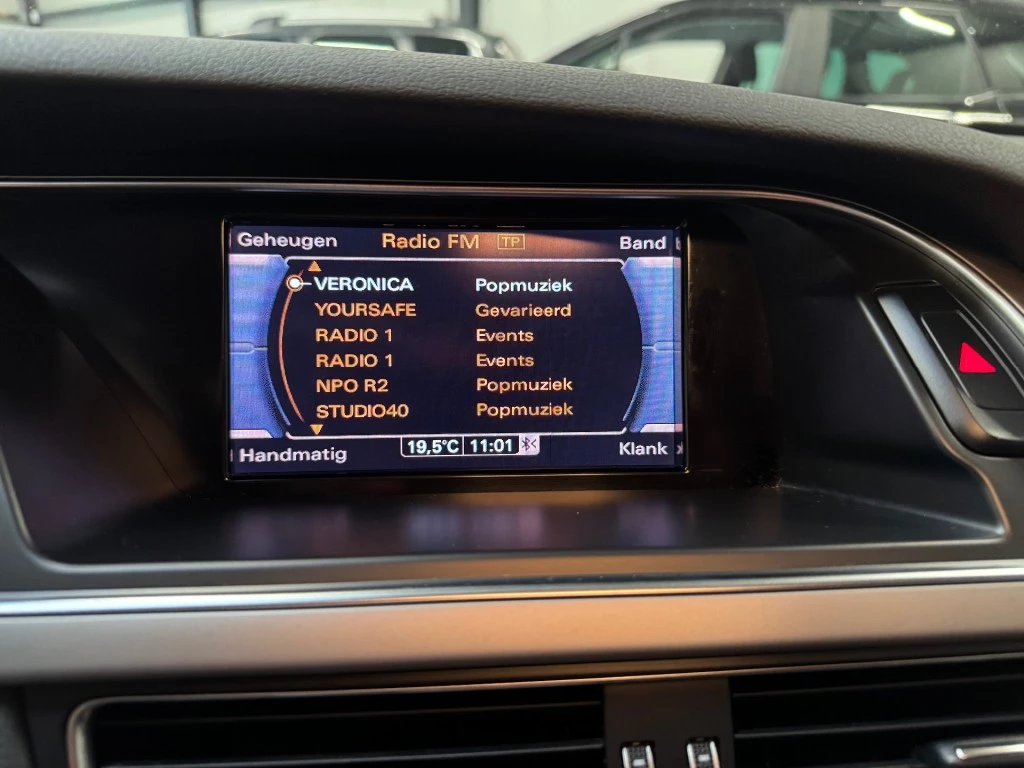 Geheugen Radio FM TP Band
VERONICA Popmuziek
YOURSAFE Gevarieerd
RADIO 1 Events
RADIO 1 Events
NPO R2 Popmuziek
STUDIO40 Popmuziek
Handmatig 19,5°C 11:01 Klank